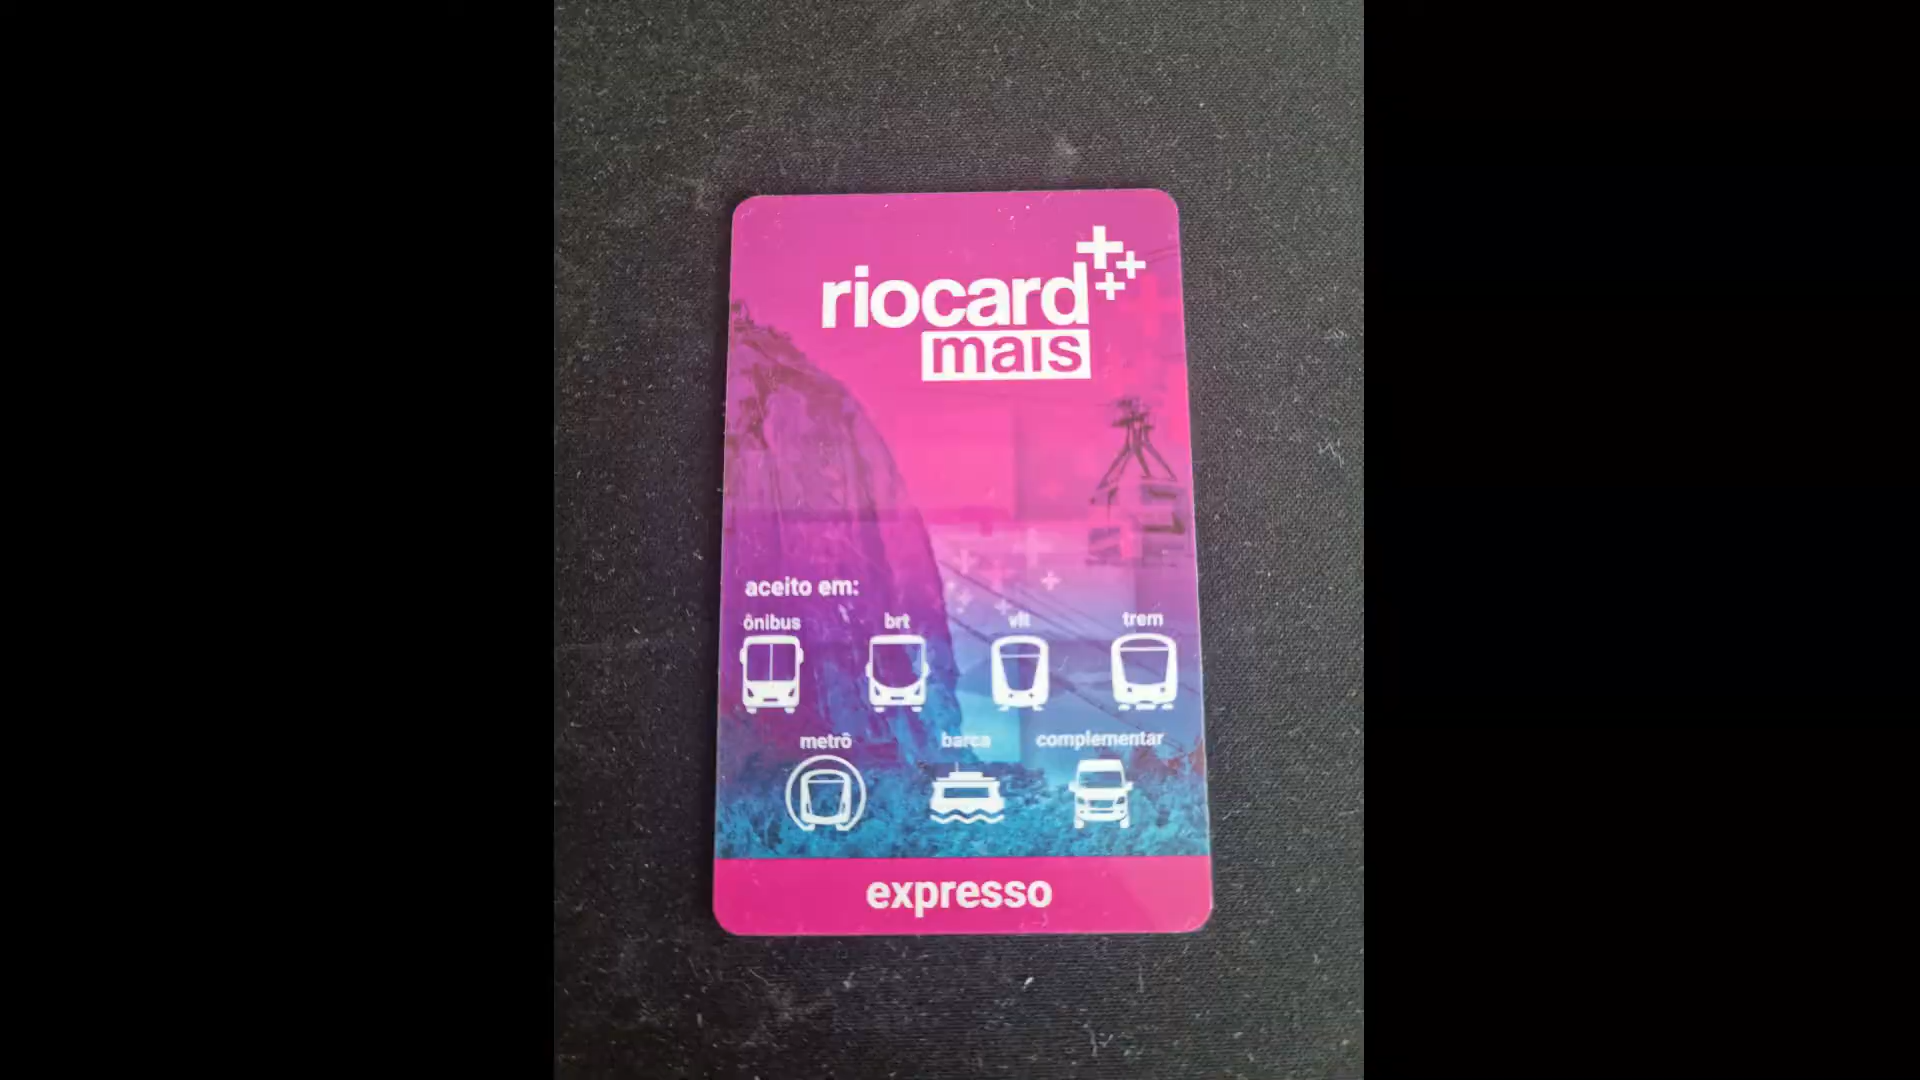 riocard
mais
aceito em:
ônibus brt vlt trem
metrô barca complementar
expresso